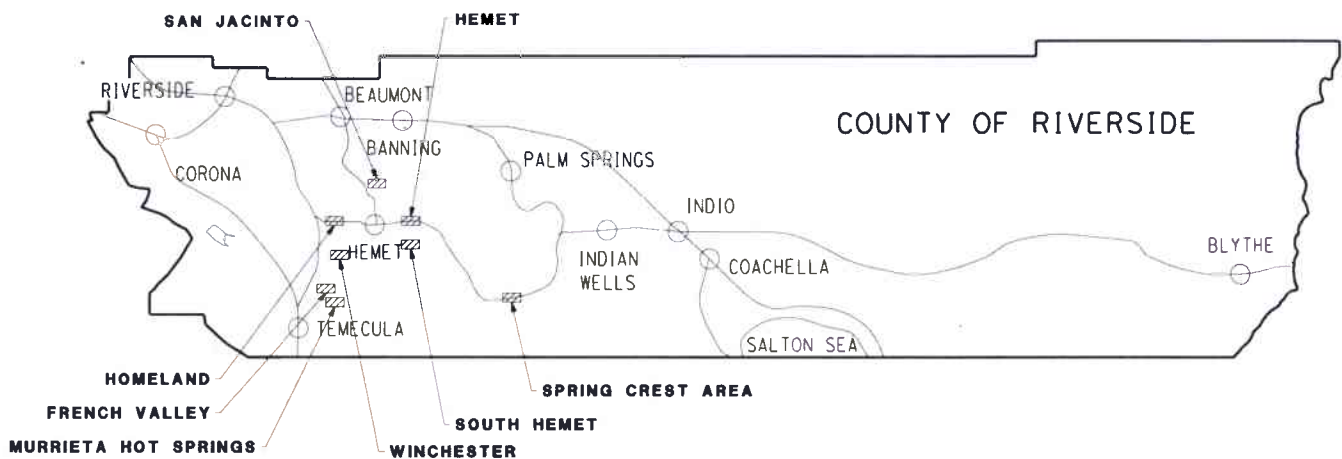 SAN JACINTO
HEMET
RIVERSIDE
BEAUMONT
COUNTY OF RIVERSIDE
BANNING
PALM SPRINGS
CORONA
INDIO
HEMET
INDIAN
WELLS
COACHELLA
BLYTHE
TEMECULA
SALTON SEA
HOMELAND
SPRING CREST AREA
FRENCH VALLEY
SOUTH HEMET
MURRIETA HOT SPRINGS
WINCHESTER